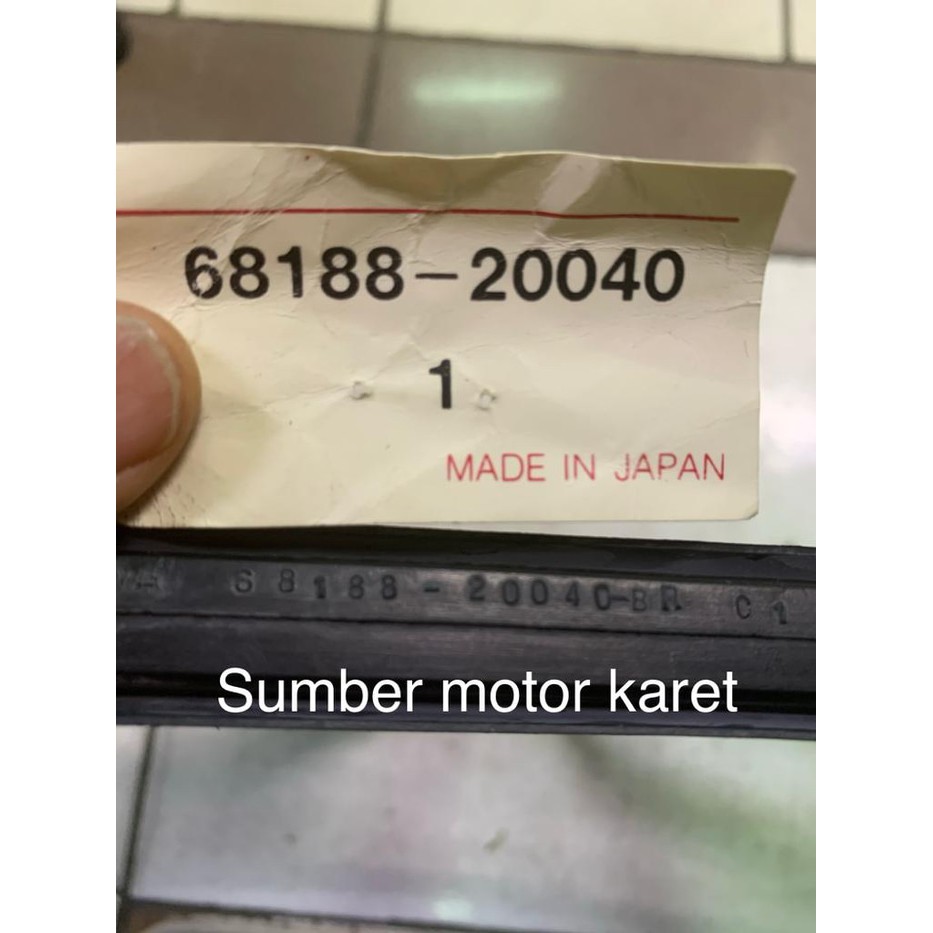 68188-20040
1
MADE IN JAPAN
68188-20040-BR C1
Sumber motor karet